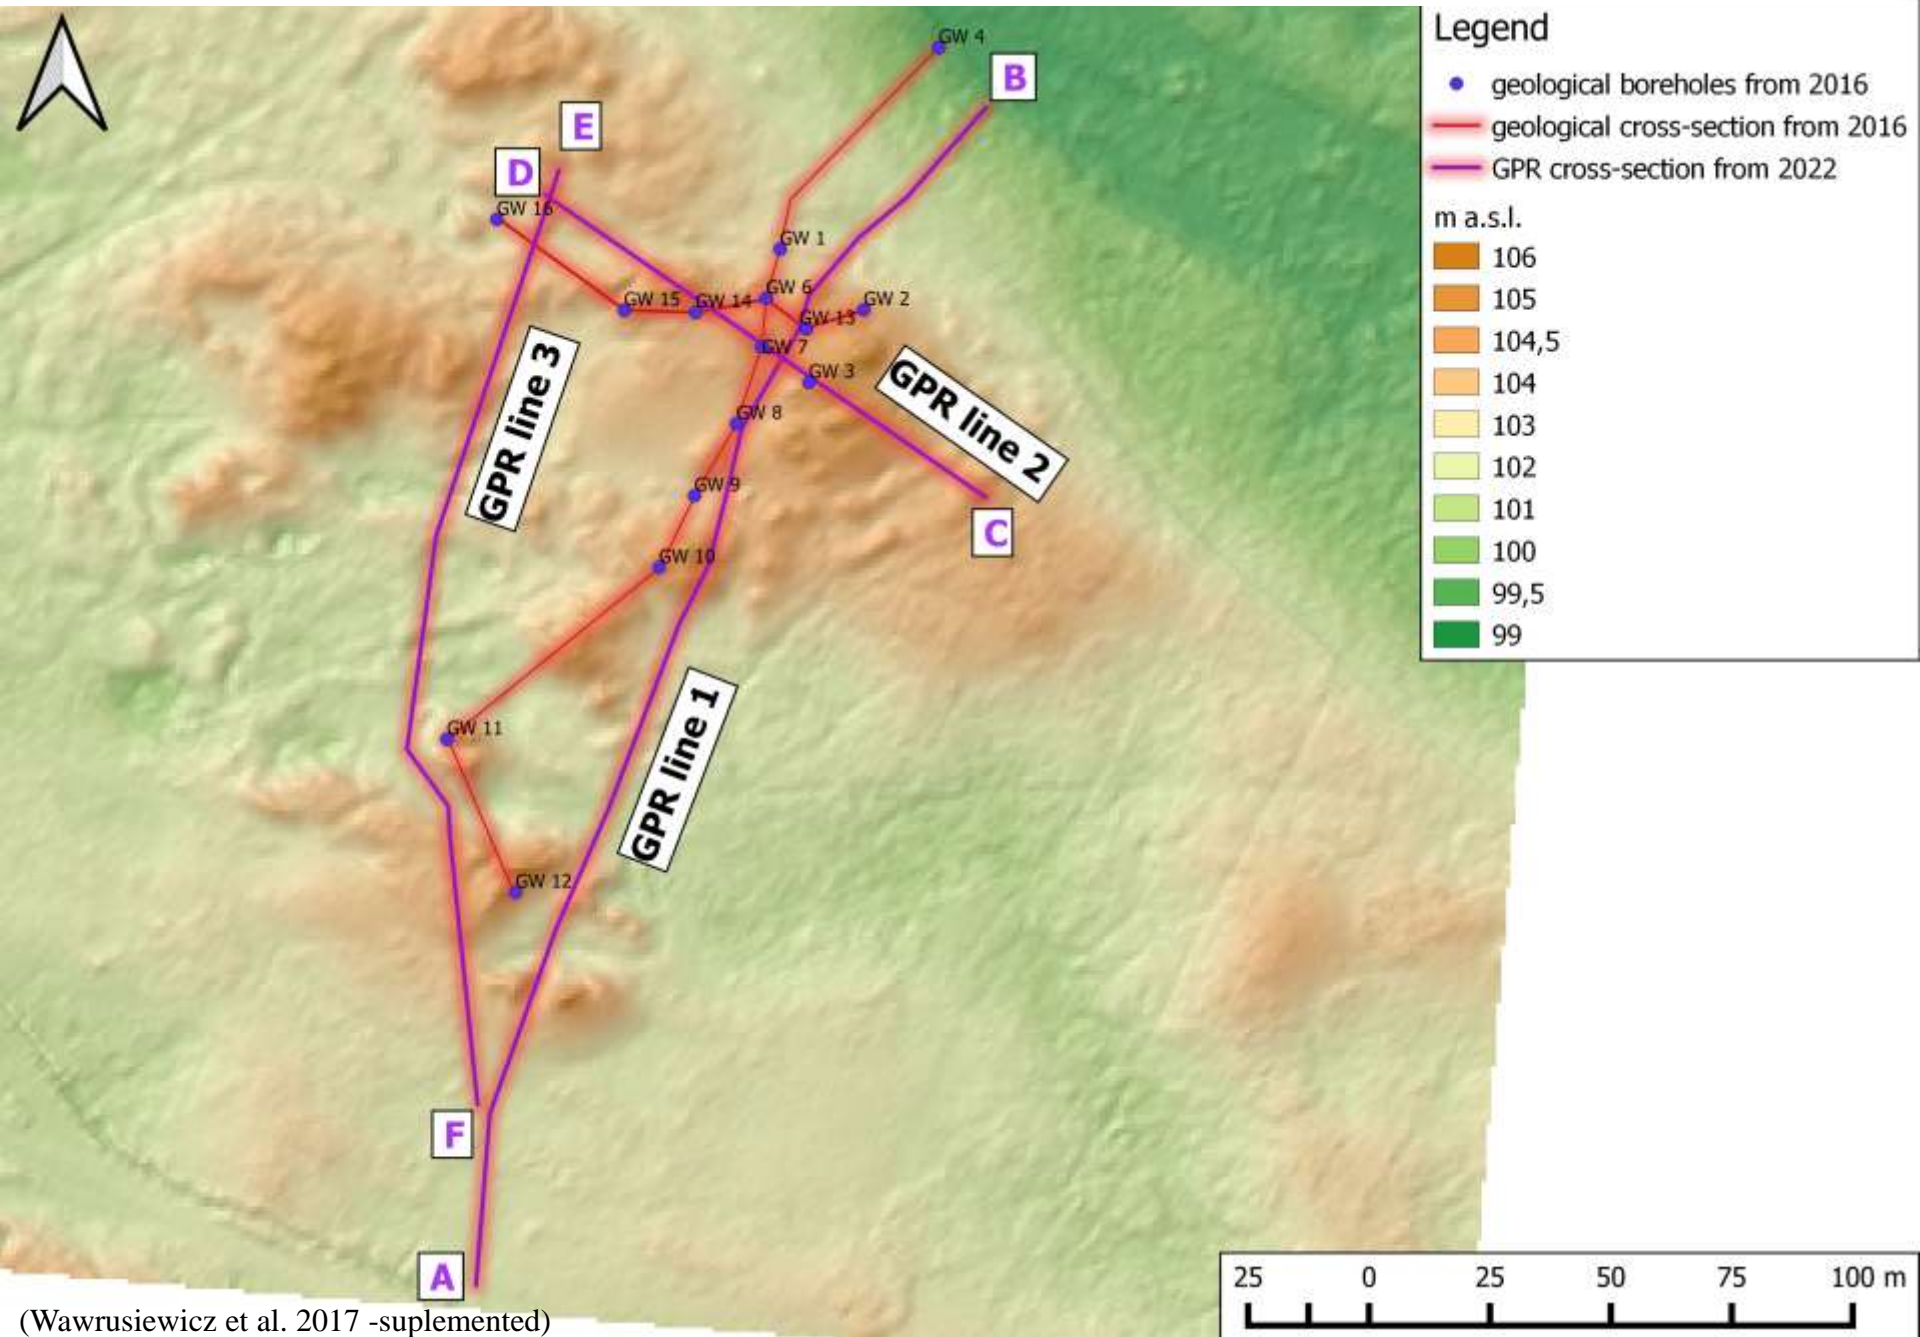 GW 4
B
E
D
GW 16
GW 1
GW 6
GW 2
GW 15
GW 14
GW 13
GW 7
GW 3
GPR line 3
GPR line 2
GW 8
GW 9
C
GW 10
GW 11
GPR line 1
GW 12
F
A
(Wawrusiewicz et al. 2017 -suplemented)
Legend
geological boreholes from 2016
geological cross-section from 2016
GPR cross-section from 2022
m a.s.l.
106
105
104,5
104
103
102
101
100
99,5
99
25 0 25 50 75 100 m